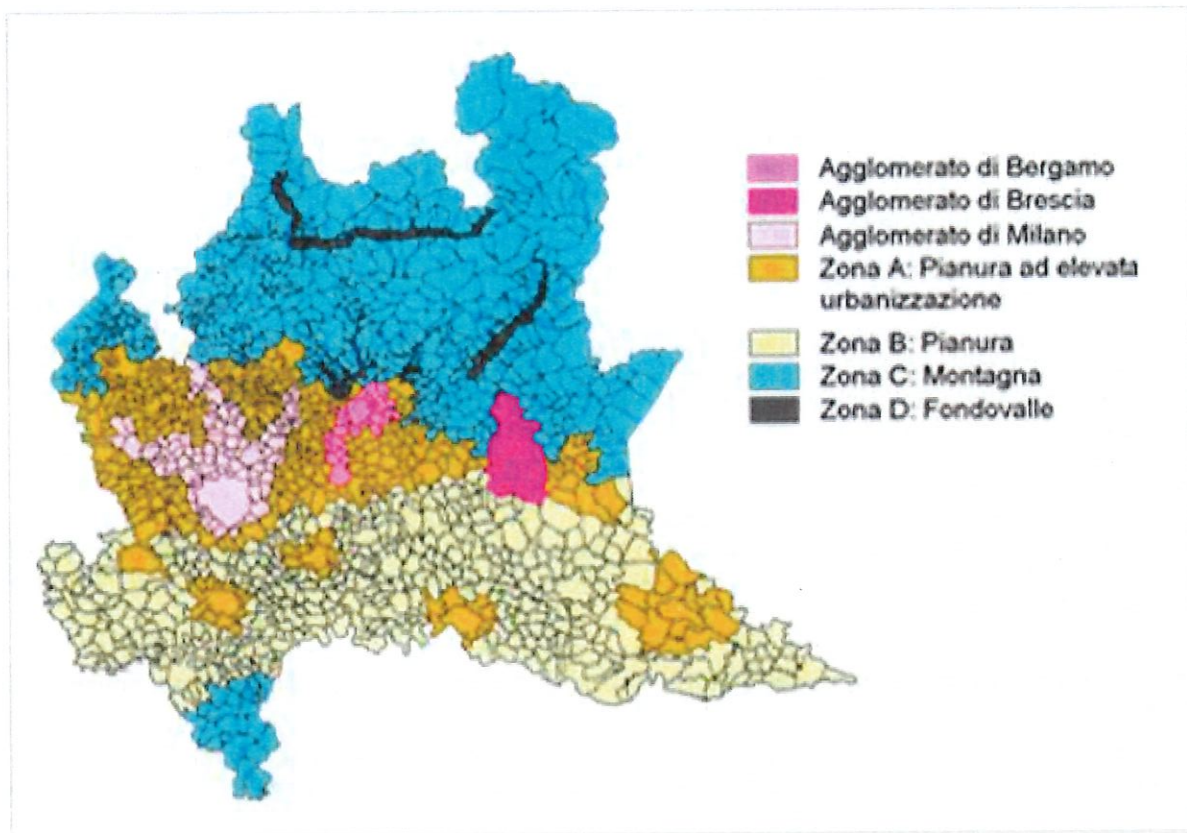 Agglomerato di Bergamo
Agglomerato di Brescia
Agglomerato di Milano
Zona A: Pianura ad elevata
urbanizzazione
Zona B: Pianura
Zona C: Montagna
Zona D: Fondovalle